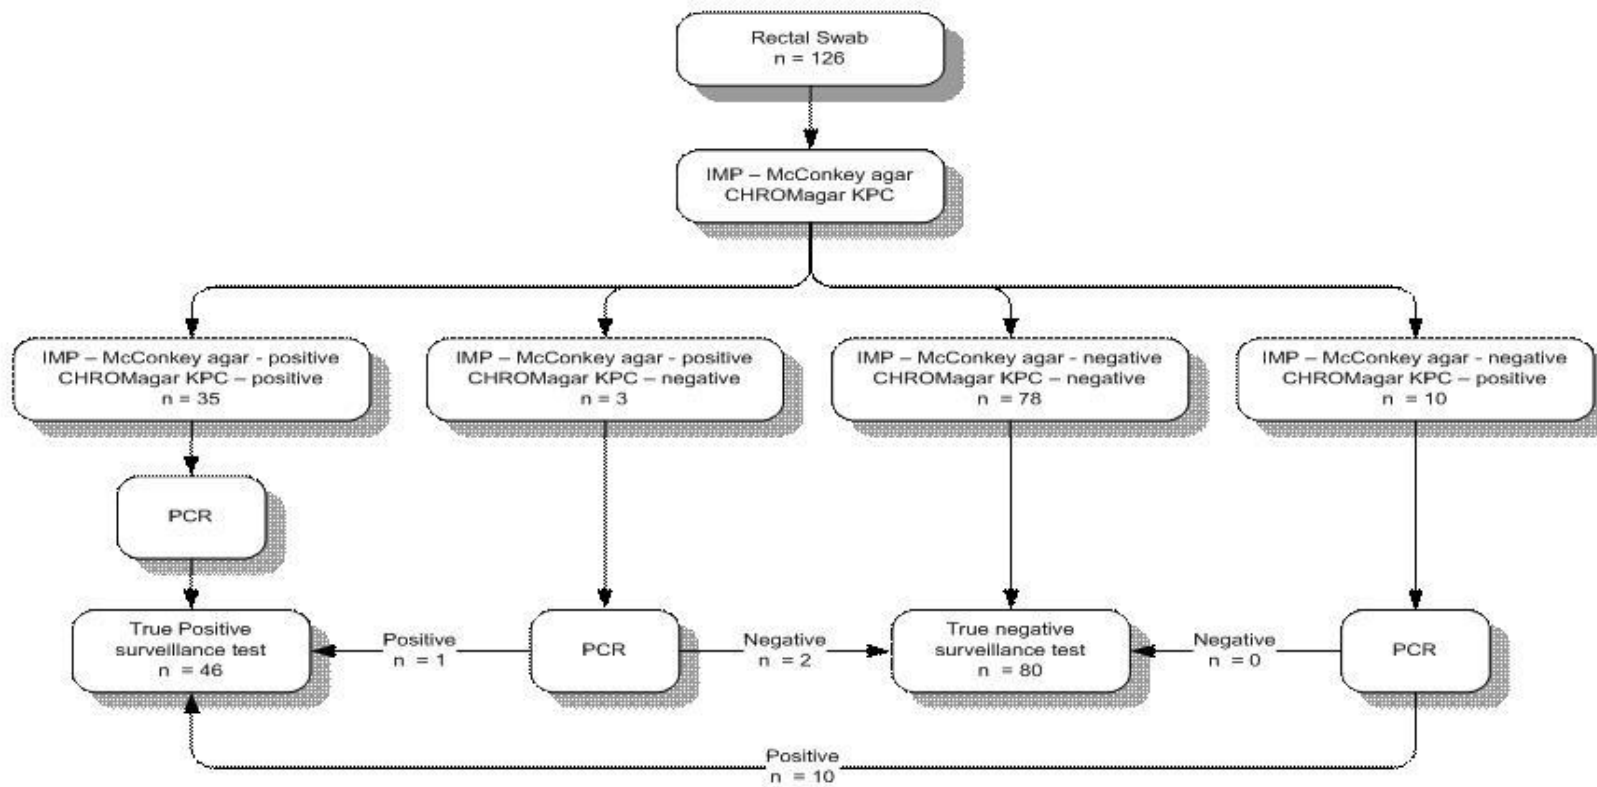 Rectal Swab
n = 126
IMP – McConkey agar
CHROMagar KPC
IMP – McConkey agar - positive
CHROMagar KPC – positive
n = 35
IMP – McConkey agar - positive
CHROMagar KPC – negative
n = 3
IMP – McConkey agar - negative
CHROMagar KPC – negative
n = 78
IMP – McConkey agar - negative
CHROMagar KPC – positive
n = 10
PCR
True Positive
surveillance test
n = 46
Positive
n = 1
PCR
Negative
n = 2
True negative
surveillance test
n = 80
Negative
n = 0
PCR
Positive
n = 10